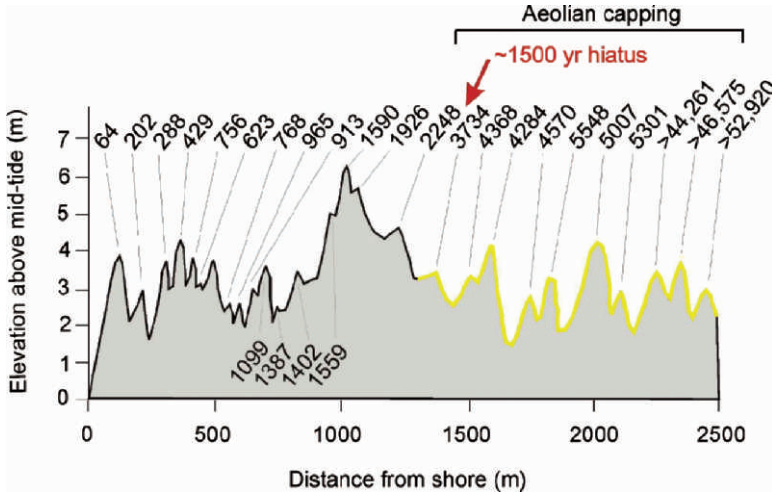 Aeolian capping
~1500 yr hiatus
64 202 288 429 756 623 768 965 913 1590 1926 2248 3734 4368 4284 4570 5548 5007 5301 >44,261 >46,575 >52,920
Elevation above mid-tide (m)
7
6
5
4
3
2
1
0
1099 1387 1402 1559
0 500 1000 1500 2000 2500
Distance from shore (m)